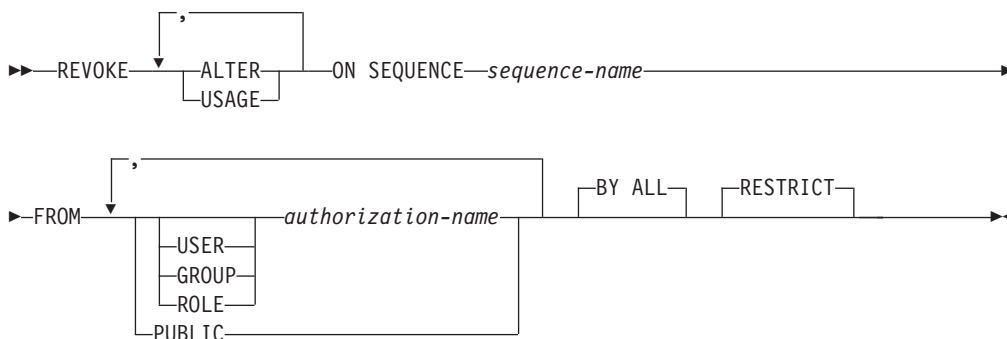 ,
REVOKE ALTER ON SEQUENCE sequence-name
USAGE
,
BY ALL RESTRICT
FROM authorization-name
USER
GROUP
ROLE
PUBLIC